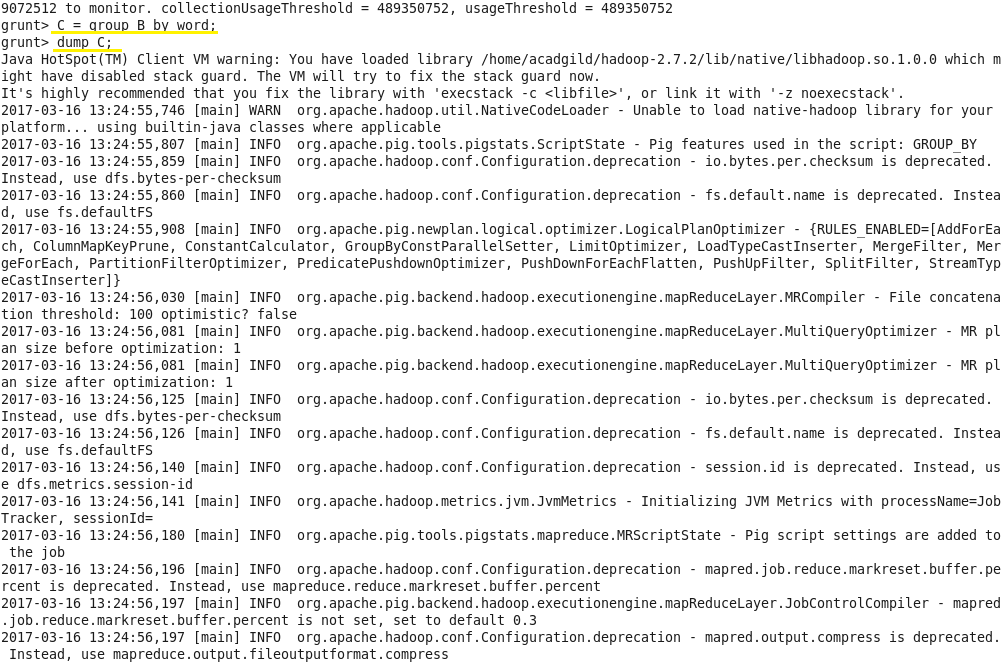 9072512 to monitor. collectionUsageThreshold = 489350752, usageThreshold = 489350752
grunt> C = group B by word;
grunt> dump C;
Java HotSpot(TM) Client VM warning: You have loaded library /home/acadgild/hadoop-2.7.2/lib/native/libhadoop.so.1.0.0 which m
ight have disabled stack guard. The VM will try to fix the stack guard now.
It's highly recommended that you fix the library with 'execstack -c <libfile>', or link it with '-z noexecstack'.
2017-03-16 13:24:55,746 [main] WARN  org.apache.hadoop.util.NativeCodeLoader - Unable to load native-hadoop library for your
platform... using builtin-java classes where applicable
2017-03-16 13:24:55,807 [main] INFO  org.apache.pig.tools.pigstats.ScriptState - Pig features used in the script: GROUP_BY
2017-03-16 13:24:55,859 [main] INFO  org.apache.hadoop.conf.Configuration.deprecation - io.bytes.per.checksum is deprecated.
Instead, use dfs.bytes-per-checksum
2017-03-16 13:24:55,860 [main] INFO  org.apache.hadoop.conf.Configuration.deprecation - fs.default.name is deprecated. Instea
d, use fs.defaultFS
2017-03-16 13:24:55,908 [main] INFO  org.apache.pig.newplan.logical.optimizer.LogicalPlanOptimizer - {RULES_ENABLED=[AddForEa
ch, ColumnMapKeyPrune, ConstantCalculator, GroupByConstParallelSetter, LimitOptimizer, LoadTypeCastInserter, MergeFilter, Mer
geForEach, PartitionFilterOptimizer, PredicatePushdownOptimizer, PushDownForEachFlatten, PushUpFilter, SplitFilter, StreamTyp
eCastInserter]}
2017-03-16 13:24:56,030 [main] INFO  org.apache.pig.backend.hadoop.executionengine.mapReduceLayer.MRCompiler - File concatena
tion threshold: 100 optimistic? false
2017-03-16 13:24:56,081 [main] INFO  org.apache.pig.backend.hadoop.executionengine.mapReduceLayer.MultiQueryOptimizer - MR pl
an size before optimization: 1
2017-03-16 13:24:56,081 [main] INFO  org.apache.pig.backend.hadoop.executionengine.mapReduceLayer.MultiQueryOptimizer - MR pl
an size after optimization: 1
2017-03-16 13:24:56,125 [main] INFO  org.apache.hadoop.conf.Configuration.deprecation - io.bytes.per.checksum is deprecated.
Instead, use dfs.bytes-per-checksum
2017-03-16 13:24:56,126 [main] INFO  org.apache.hadoop.conf.Configuration.deprecation - fs.default.name is deprecated. Instea
d, use fs.defaultFS
2017-03-16 13:24:56,140 [main] INFO  org.apache.hadoop.conf.Configuration.deprecation - session.id is deprecated. Instead, us
e dfs.metrics.session-id
2017-03-16 13:24:56,141 [main] INFO  org.apache.hadoop.metrics.jvm.JvmMetrics - Initializing JVM Metrics with processName=Job
Tracker, sessionId=
2017-03-16 13:24:56,180 [main] INFO  org.apache.pig.tools.pigstats.mapreduce.MRScriptState - Pig script settings are added to
 the job
2017-03-16 13:24:56,196 [main] INFO  org.apache.hadoop.conf.Configuration.deprecation - mapred.job.reduce.markreset.buffer.pe
rcent is deprecated. Instead, use mapreduce.reduce.markreset.buffer.percent
2017-03-16 13:24:56,197 [main] INFO  org.apache.pig.backend.hadoop.executionengine.mapReduceLayer.JobControlCompiler - mapred
.job.reduce.markreset.buffer.percent is not set, set to default 0.3
2017-03-16 13:24:56,197 [main] INFO  org.apache.hadoop.conf.Configuration.deprecation - mapred.output.compress is deprecated.
 Instead, use mapreduce.output.fileoutputformat.compress